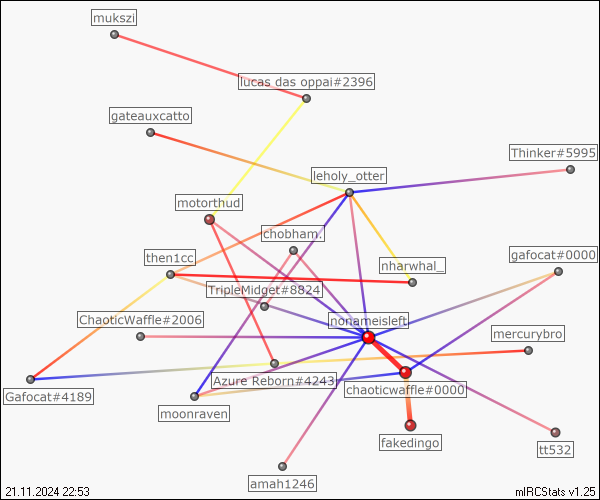 mukszi
lucas das oppai#2396
gateauxcatto
Thinker#5995
leholy_otter
motorthud
chobham.
then1cc
nharwhal_
gafocat#0000
TripleMidget#8824
ChaoticWaffle#2006
nonameisleft
mercurybro
Azure Reborn#4243
chaoticwaffle#0000
Gafocat#4189
moonraven
fakedingo
tt532
amah1246
21.11.2024 22:53
mIRCStats v1.25